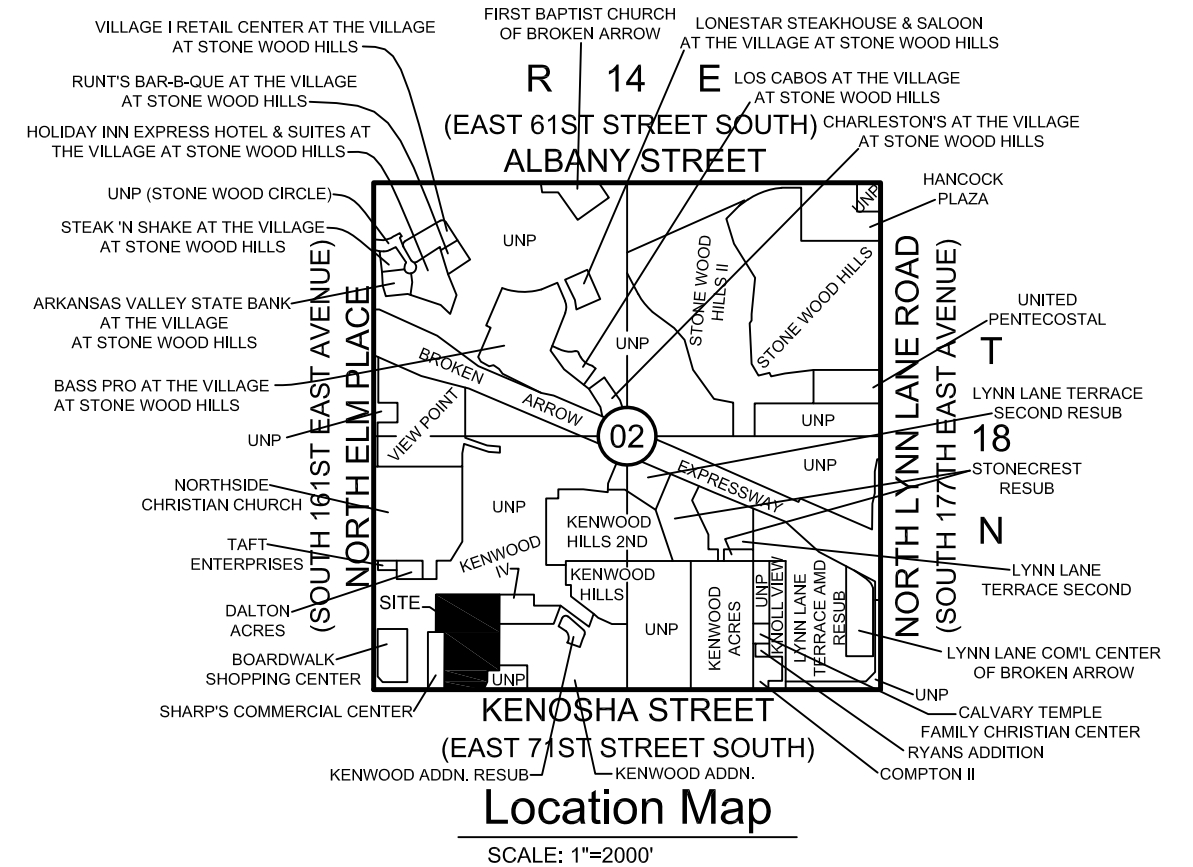 VILLAGE I RETAIL CENTER AT THE VILLAGE
AT STONE WOOD HILLS
FIRST BAPTIST CHURCH
OF BROKEN ARROW
LONESTAR STEAKHOUSE & SALOON
AT THE VILLAGE AT STONE WOOD HILLS
RUNT'S BAR-B-QUE AT THE VILLAGE
AT STONE WOOD HILLS
R 14 E
LOS CABOS AT THE VILLAGE
AT STONE WOOD HILLS
HOLIDAY INN EXPRESS HOTEL & SUITES AT
THE VILLAGE AT STONE WOOD HILLS
(EAST 61ST STREET SOUTH)
ALBANY STREET
CHARLESTON'S AT THE VILLAGE
AT STONE WOOD HILLS
UNP (STONE WOOD CIRCLE)
STEAK 'N SHAKE AT THE VILLAGE
AT STONE WOOD HILLS
ARKANSAS VALLEY STATE BANK
AT THE VILLAGE
AT STONE WOOD HILLS
BASS PRO AT THE VILLAGE
AT STONE WOOD HILLS
UNP
NORTHSIDE
CHRISTIAN CHURCH
TAFT
ENTERPRISES
DALTON
ACRES
SITE
BOARDWALK
SHOPPING CENTER
SHARP'S COMMERCIAL CENTER
(SOUTH 161ST EAST AVENUE)
NORTH ELM PLACE
UNP
UNP
HANCOCK
PLAZA
STONE WOOD
HILLS II
STONE WOOD HILLS
UNP
UNITED
PENTECOSTAL
T
18
N
BROKEN
ARROW
EXPRESSWAY
VIEW POINT
02
UNP
UNP
LYNN LANE TERRACE
SECOND RESUB
STONECREST
RESUB
UNP
KENWOOD
HILLS 2ND
KENWOOD
IV
KENWOOD
HILLS
UNP
KENWOOD
ACRES
UNP
KNOLL VIEW
LYNN LANE
TERRACE AMD
RESUB
LYNN LANE
TERRACE SECOND
NORTH LYNN LANE ROAD
(SOUTH 177TH EAST AVENUE)
LYNN LANE COM'L CENTER
OF BROKEN ARROW
UNP
UNP
CALVARY TEMPLE
FAMILY CHRISTIAN CENTER
RYANS ADDITION
COMPTON II
KENOSHA STREET
(EAST 71ST STREET SOUTH)
KENWOOD ADDN. RESUB
KENWOOD ADDN.
Location Map
SCALE: 1"=2000'